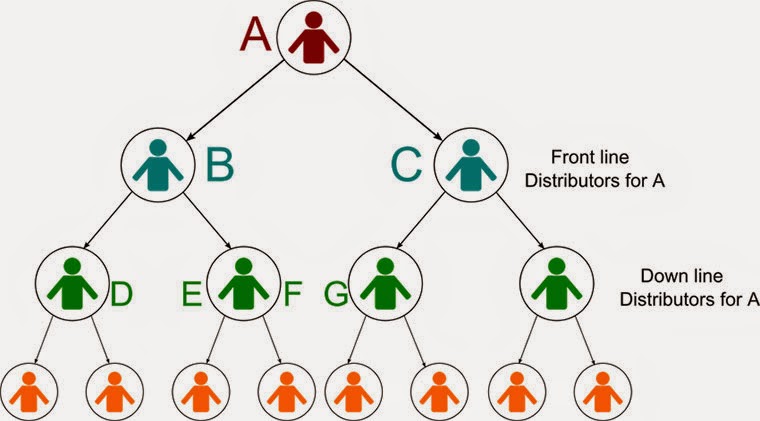 A
B
C
Front line
Distributors for A
D
E
F
G
Down line
Distributors for A